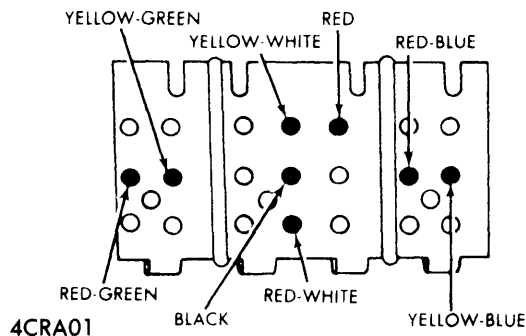 YELLOW-GREEN
YELLOW-WHITE
RED
RED-BLUE
RED-GREEN
BLACK
RED-WHITE
YELLOW-BLUE
4CRA01